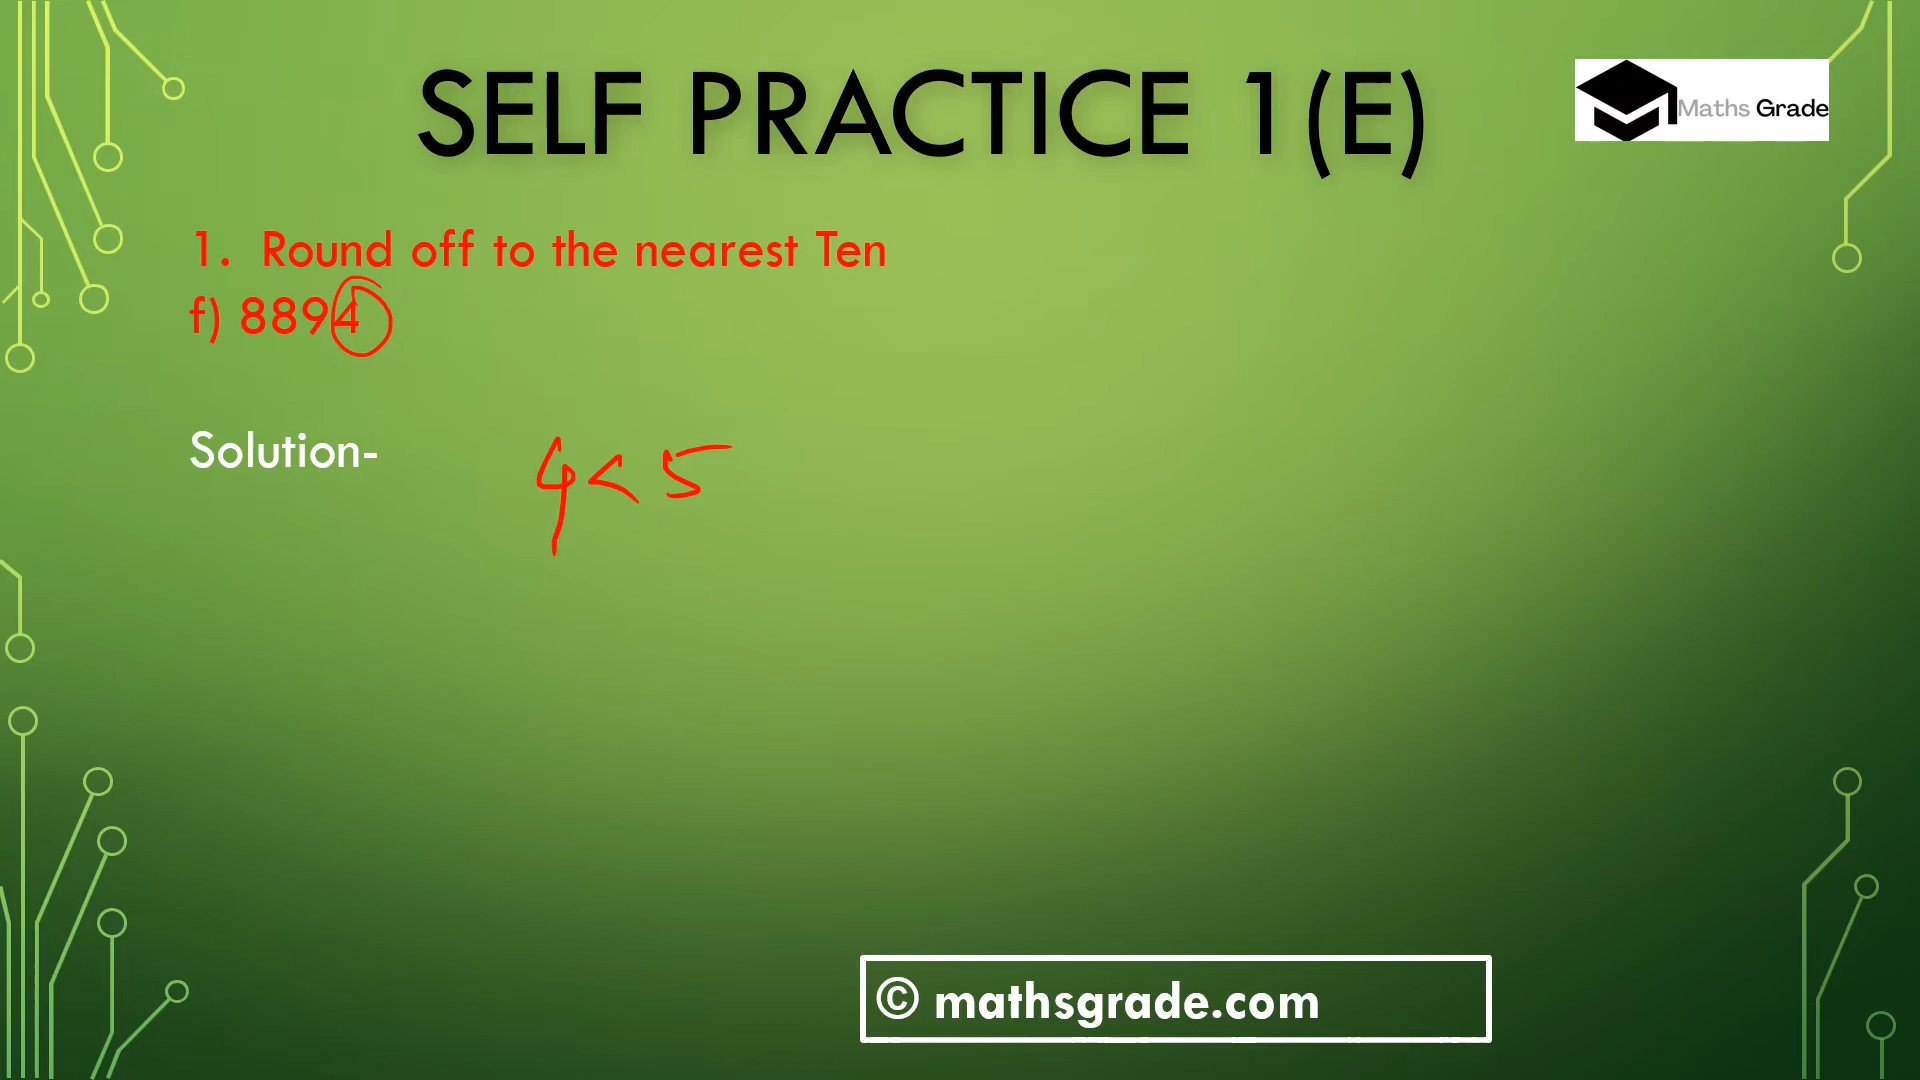 SELF PRACTICE 1(E)
Maths Grade
1. Round off to the nearest Ten
f) 8894
Solution-
4 < 5
© mathsgrade.com